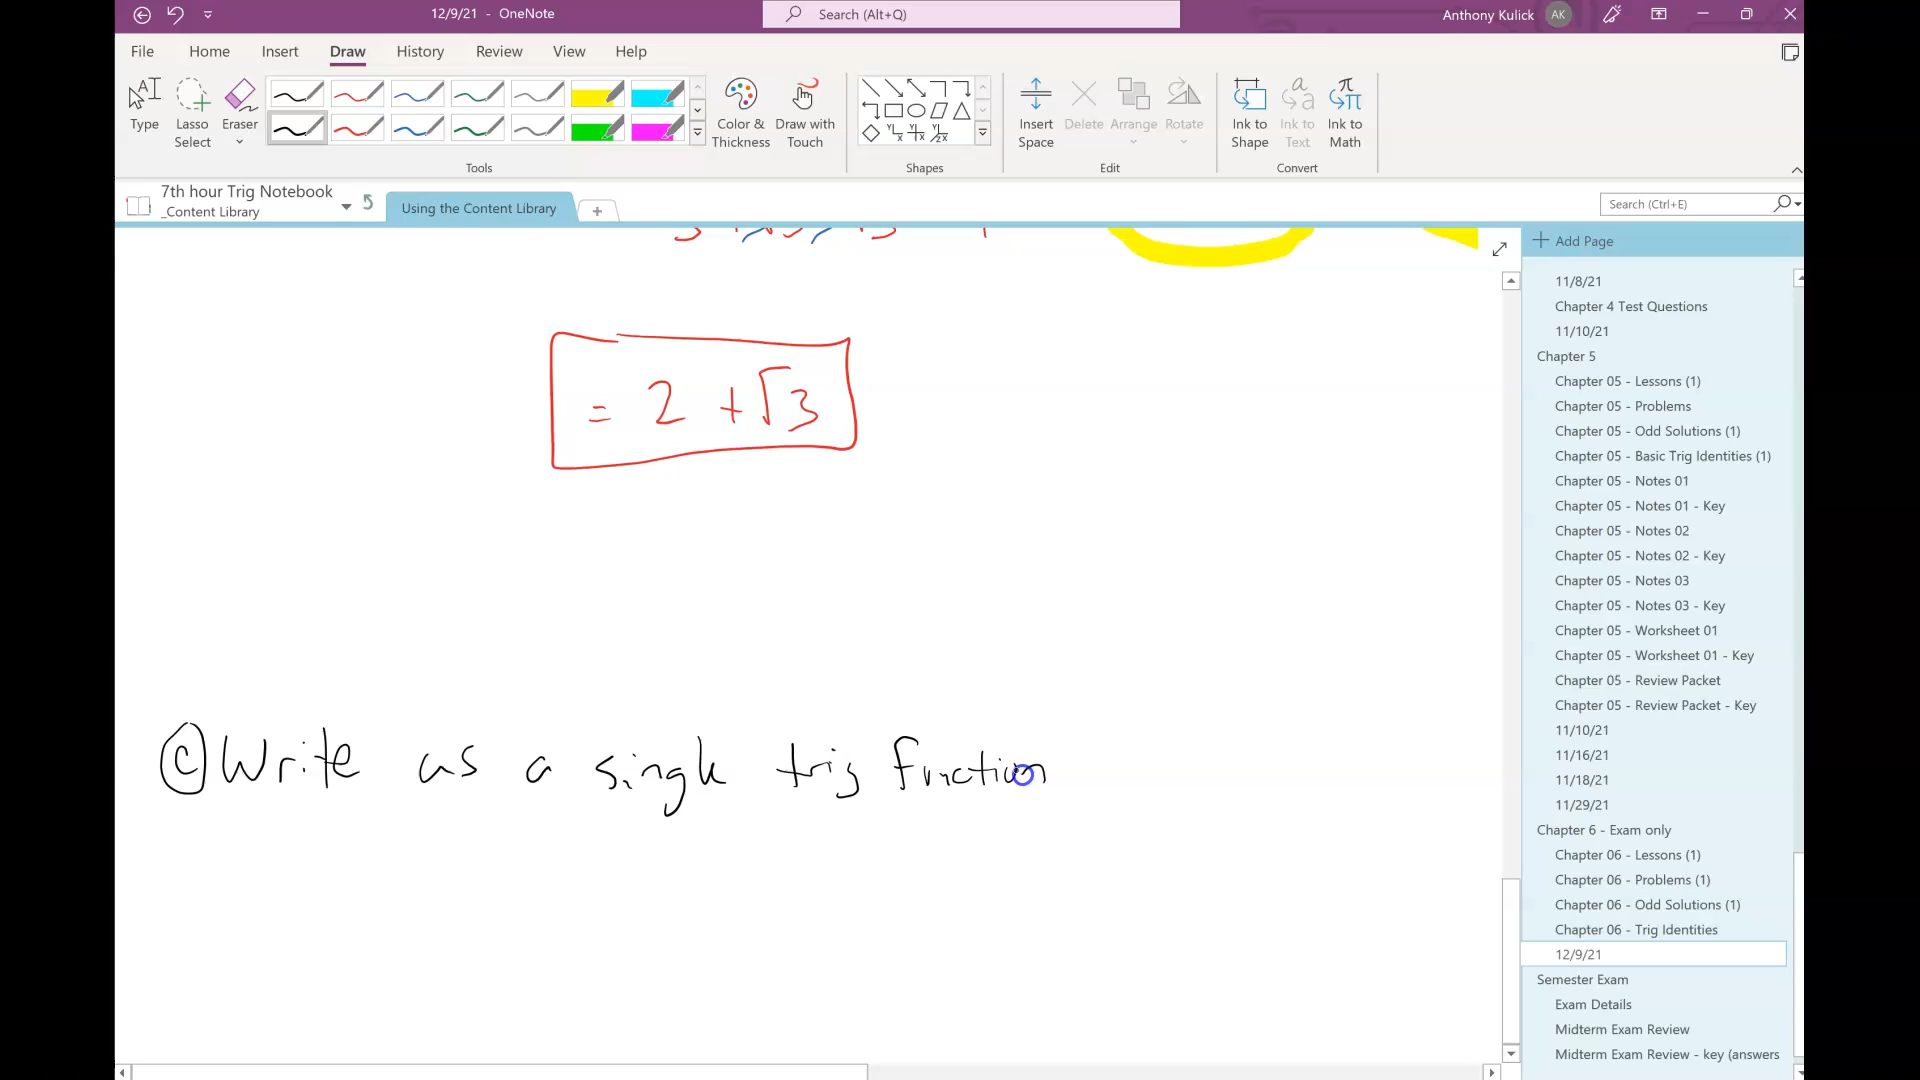 12/9/21 - OneNote
Search (Alt+Q)
Anthony Kulick AK
File Home Insert Draw History Review View Help
Type
Lasso Select
Eraser
Color & Thickness
Draw with Touch
Insert Space
Delete
Arrange
Rotate
Ink to Shape
Ink to Text
Ink to Math
Tools Shapes Edit Convert
7th hour Trig Notebook
_Content Library
Using the Content Library
Search (Ctrl+E)
= 2 + √3
Ⓒ Write as a single trig function
Add Page
11/8/21
Chapter 4 Test Questions
11/10/21
Chapter 5
Chapter 05 - Lessons (1)
Chapter 05 - Problems
Chapter 05 - Odd Solutions (1)
Chapter 05 - Basic Trig Identities (1)
Chapter 05 - Notes 01
Chapter 05 - Notes 01 - Key
Chapter 05 - Notes 02
Chapter 05 - Notes 02 - Key
Chapter 05 - Notes 03
Chapter 05 - Notes 03 - Key
Chapter 05 - Worksheet 01
Chapter 05 - Worksheet 01 - Key
Chapter 05 - Review Packet
Chapter 05 - Review Packet - Key
11/10/21
11/16/21
11/18/21
11/29/21
Chapter 6 - Exam only
Chapter 06 - Lessons (1)
Chapter 06 - Problems (1)
Chapter 06 - Odd Solutions (1)
Chapter 06 - Trig Identities
12/9/21
Semester Exam
Exam Details
Midterm Exam Review
Midterm Exam Review - key (answers